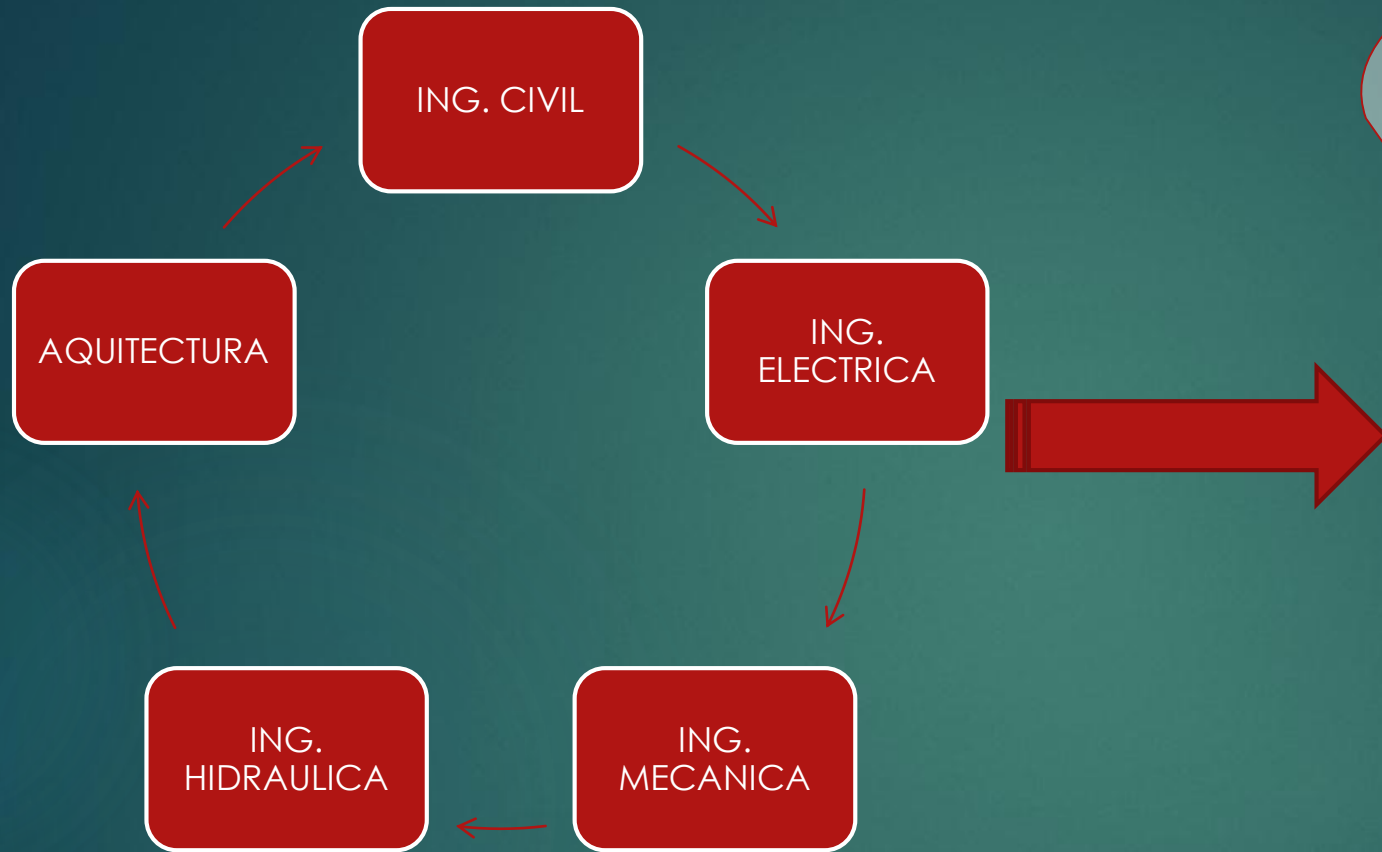 ING. CIVIL
AQUITECTURA
ING.
ELECTRICA
ING.
HIDRAULICA
ING.
MECANICA